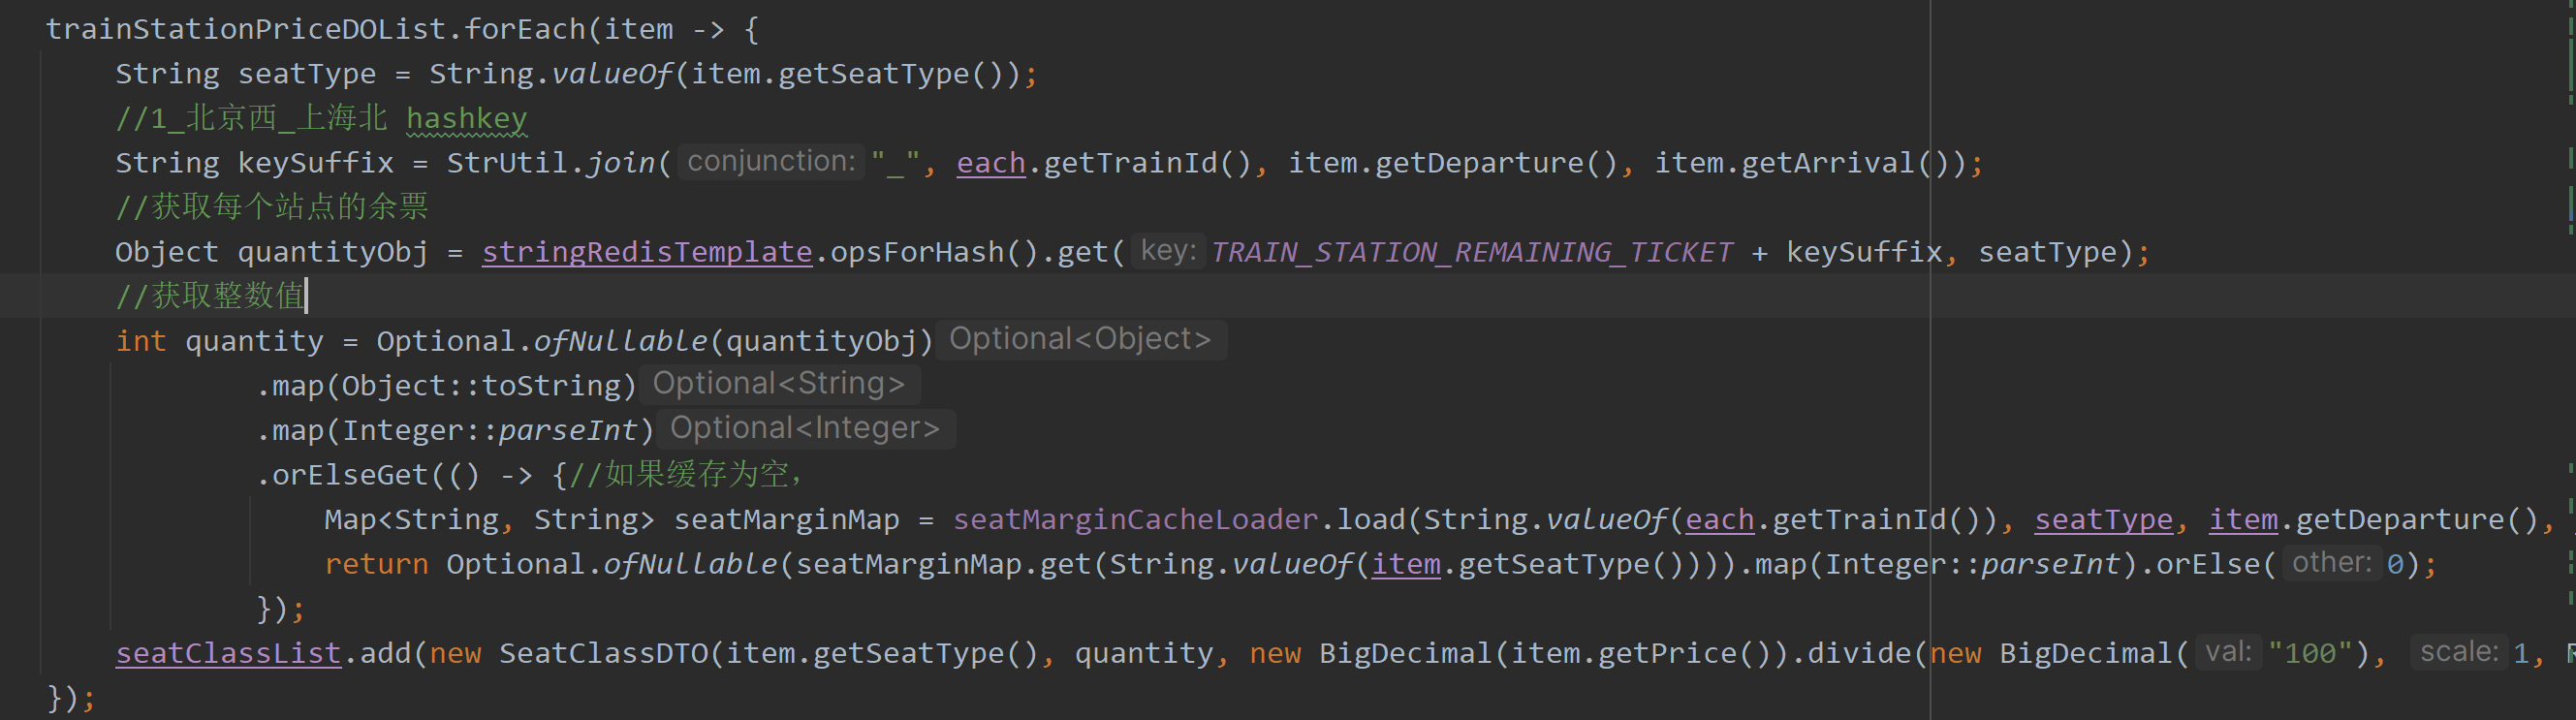 trainStationPriceDOList.forEach(item -> {
String seatType = String.valueOf(item.getSeatType());
//1_北京西_上海北 hashkey
String keySuffix = StrUtil.join( conjunction: "_", each.getTrainId(), item.getDeparture(), item.getArrival());
//获取每个站点的余票
Object quantityObj = stringRedisTemplate.opsForHash().get( key: TRAIN_STATION_REMAINING_TICKET + keySuffix, seatType);
//获取整数值
int quantity = Optional.ofNullable(quantityObj) Optional<Object>
.map(Object::toString) Optional<String>
.map(Integer::parseInt) Optional<Integer>
.orElseGet(() -> {//如果缓存为空，
Map<String, String> seatMarginMap = seatMarginCacheLoader.load(String.valueOf(each.getTrainId()), seatType, item.getDeparture(),
return Optional.ofNullable(seatMarginMap.get(String.valueOf(item.getSeatType()))).map(Integer::parseInt).orElse( other: 0);
});
seatClassList.add(new SeatClassDTO(item.getSeatType(), quantity, new BigDecimal(item.getPrice()).divide(new BigDecimal( val: "100"), scale: 1,
});